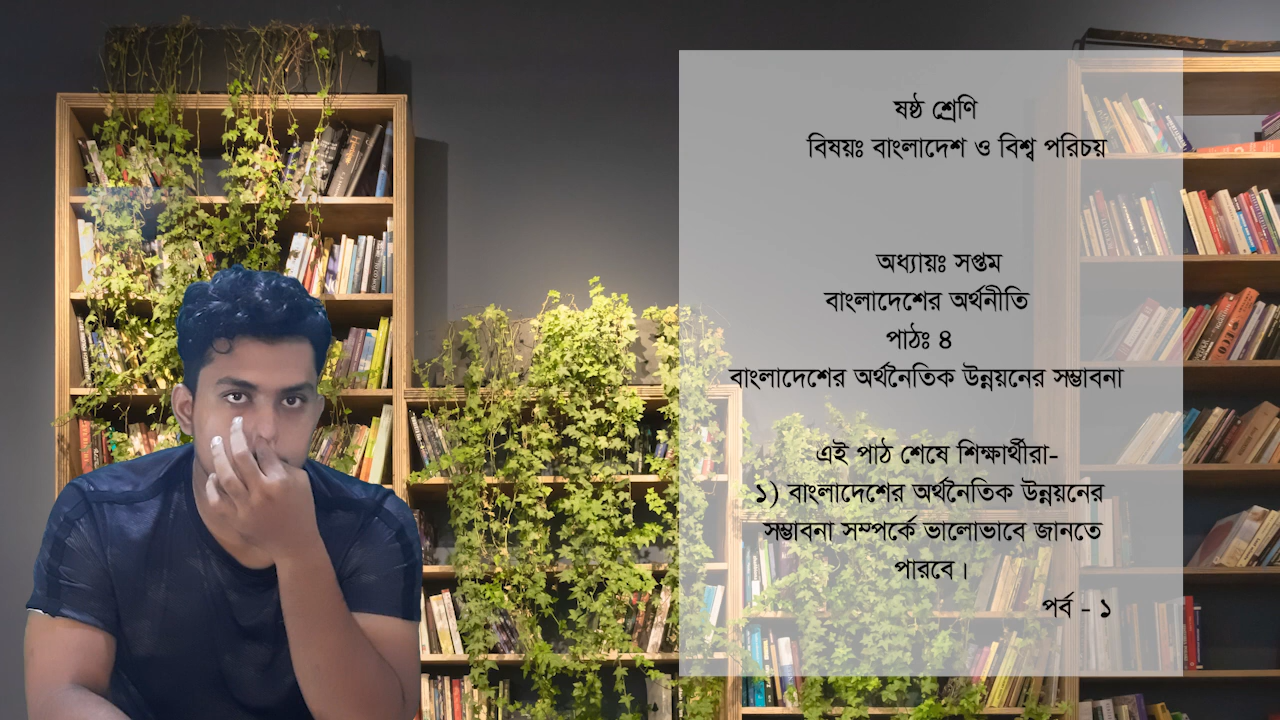 ষষ্ঠ শ্রেণি
বিষয়ঃ বাংলাদেশ ও বিশ্ব পরিচয়
অধ্যায়ঃ সপ্তম
বাংলাদেশের অর্থনীতি
পাঠঃ ৪
বাংলাদেশের অর্থনৈতিক উন্নয়নের সম্ভাবনা
এই পাঠ শেষে শিক্ষার্থীরা-
১) বাংলাদেশের অর্থনৈতিক উন্নয়নের
সম্ভাবনা সম্পর্কে ভালোভাবে জানতে
পারবে।
পর্ব - ১